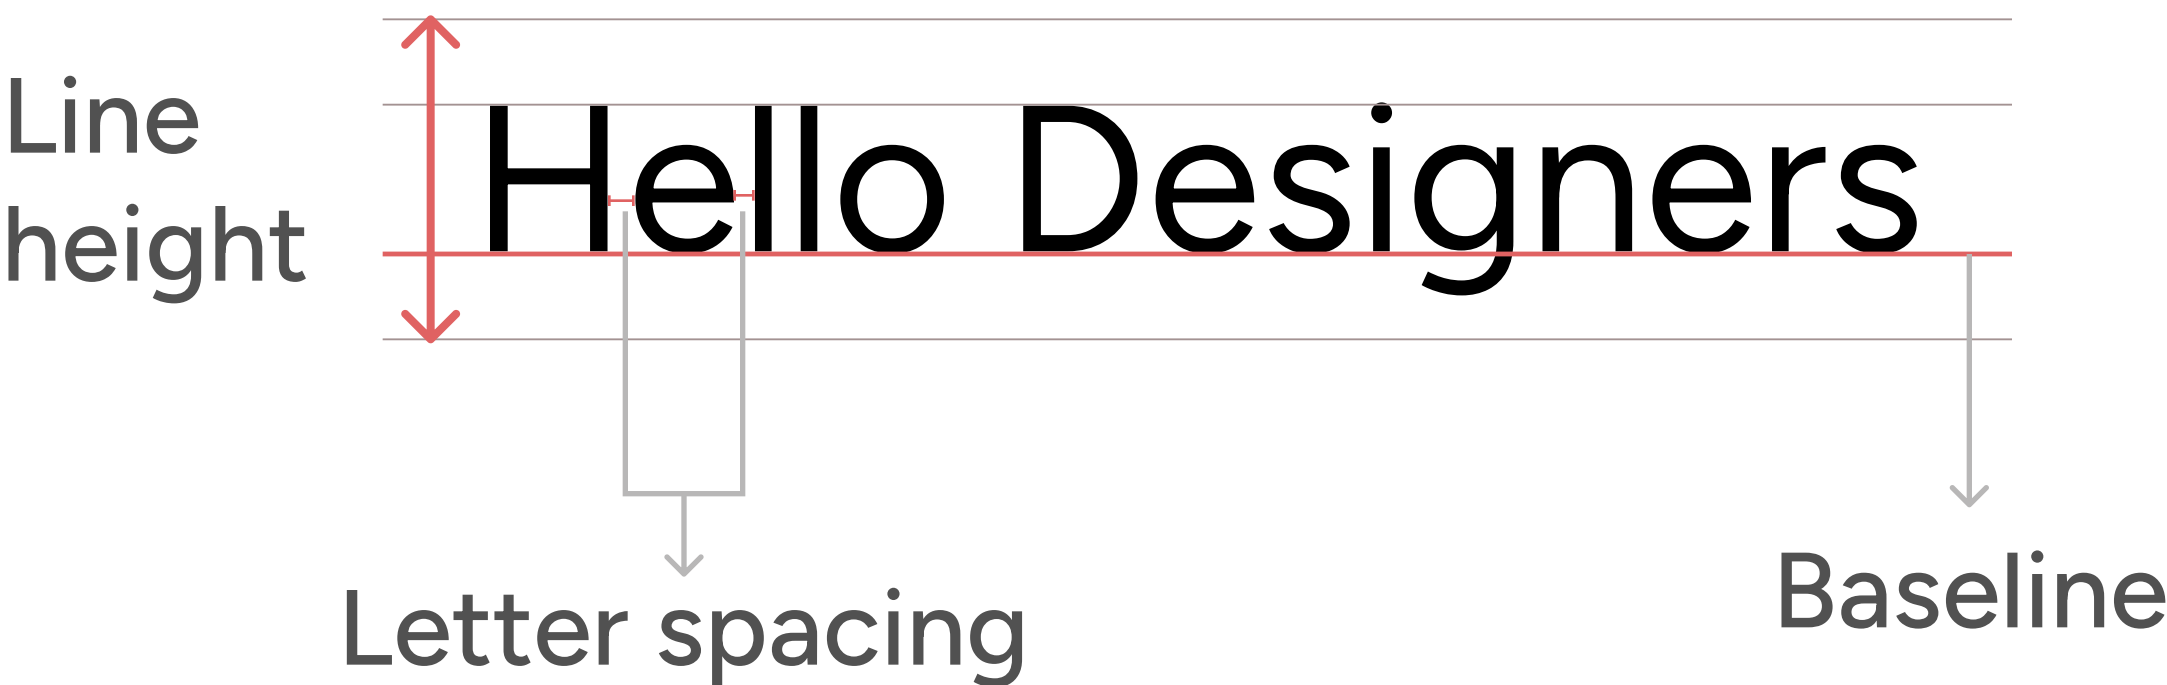 Hello Designers
Line
height
Letter spacing
Baseline